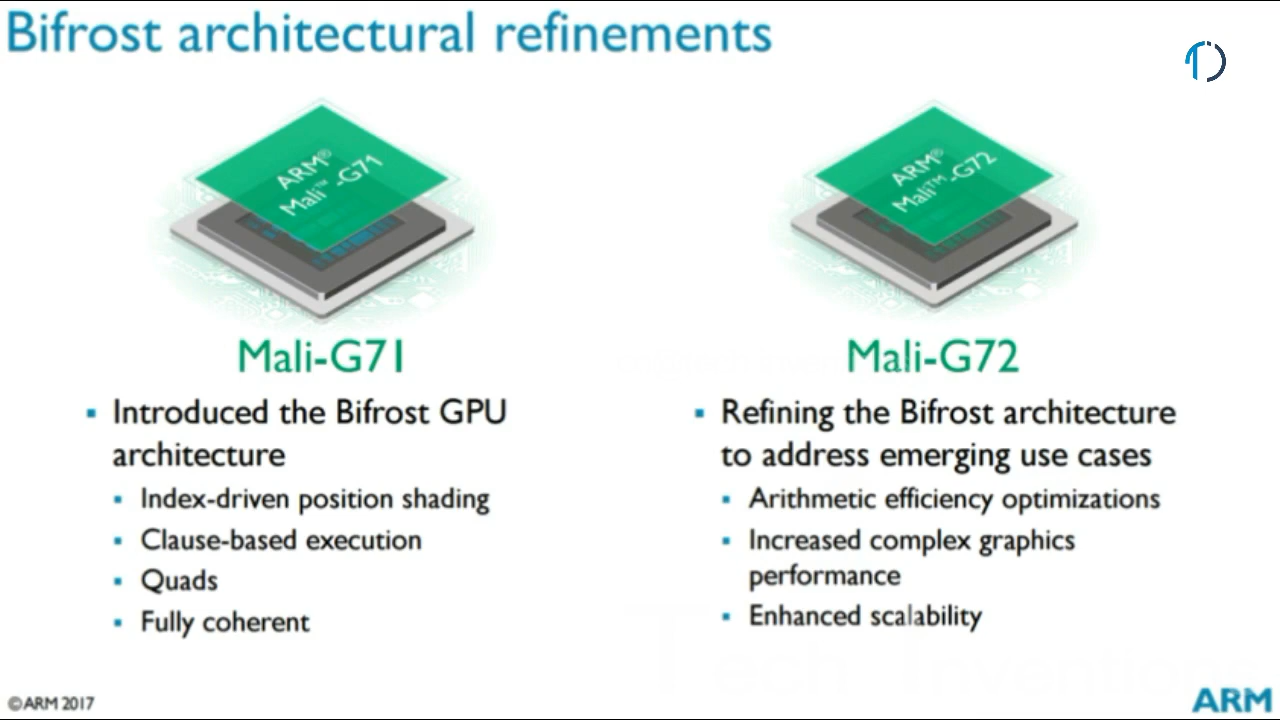 Bifrost architectural refinements
ARM®
Mali™-G71
ARM®
Mali™-G72
Mali-G71
▪ Introduced the Bifrost GPU
architecture
▪ Index-driven position shading
▪ Clause-based execution
▪ Quads
▪ Fully coherent
Mali-G72
▪ Refining the Bifrost architecture
to address emerging use cases
▪ Arithmetic efficiency optimizations
▪ Increased complex graphics
performance
▪ Enhanced scalability
Tech Inventions
©ARM 2017
ARM